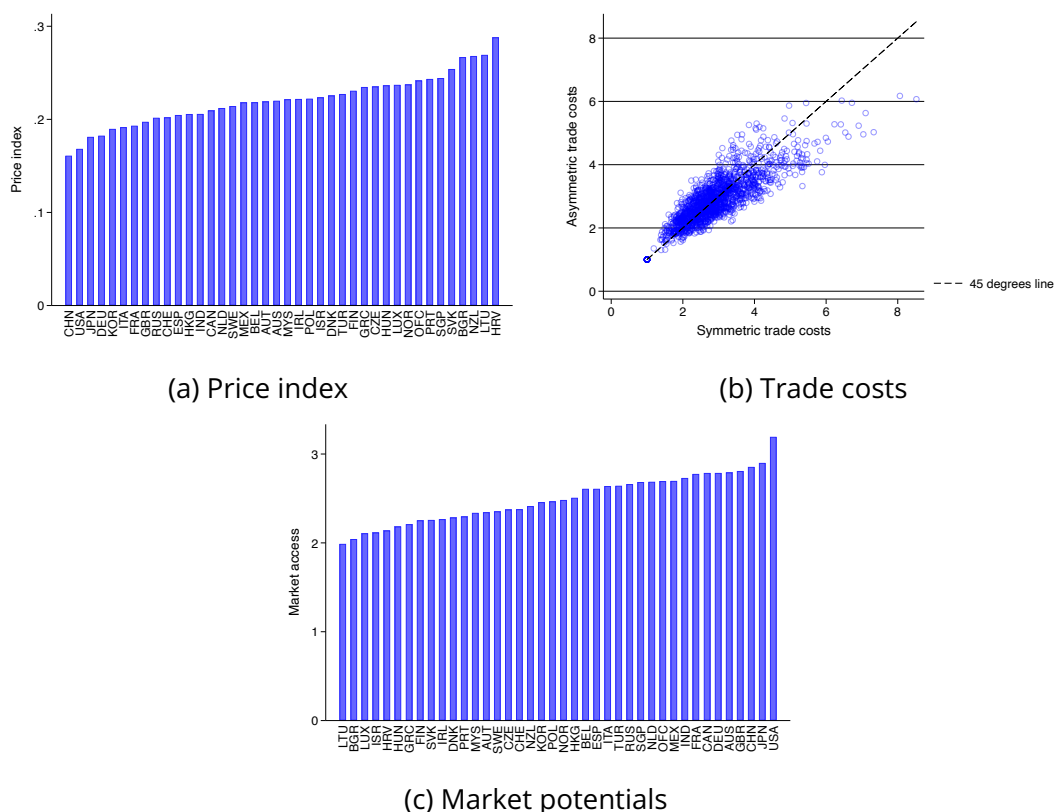 .3
.2
.1
0
Price index
CHN USA JPN DEU KOR ITA FRA GBR RUS CHE ESP HKG IND CAN NLD SWE MEX BEL AUT AUS MYS IRL POL ISR DNK TUR FIN GRC CZE HUN LUX NOR OFC PRT SGP SVK BGR NZL LTU HRV
(a) Price index
8
6
4
2
0
Asymmetric trade costs
0 2 4 6 8
Symmetric trade costs
45 degrees line
(b) Trade costs
3
2
1
0
Market access
LTU BGR LUX ISR HRV HUN GRC FIN SVK IRL DNK PRT MYS AUT SWE CZE CHE NZL KOR POL NOR HKG BEL ESP ITA TUR RUS SGP NLD OFC MEX IND FRA CAN DEU AUS GBR CHN JPN USA
(c) Market potentials